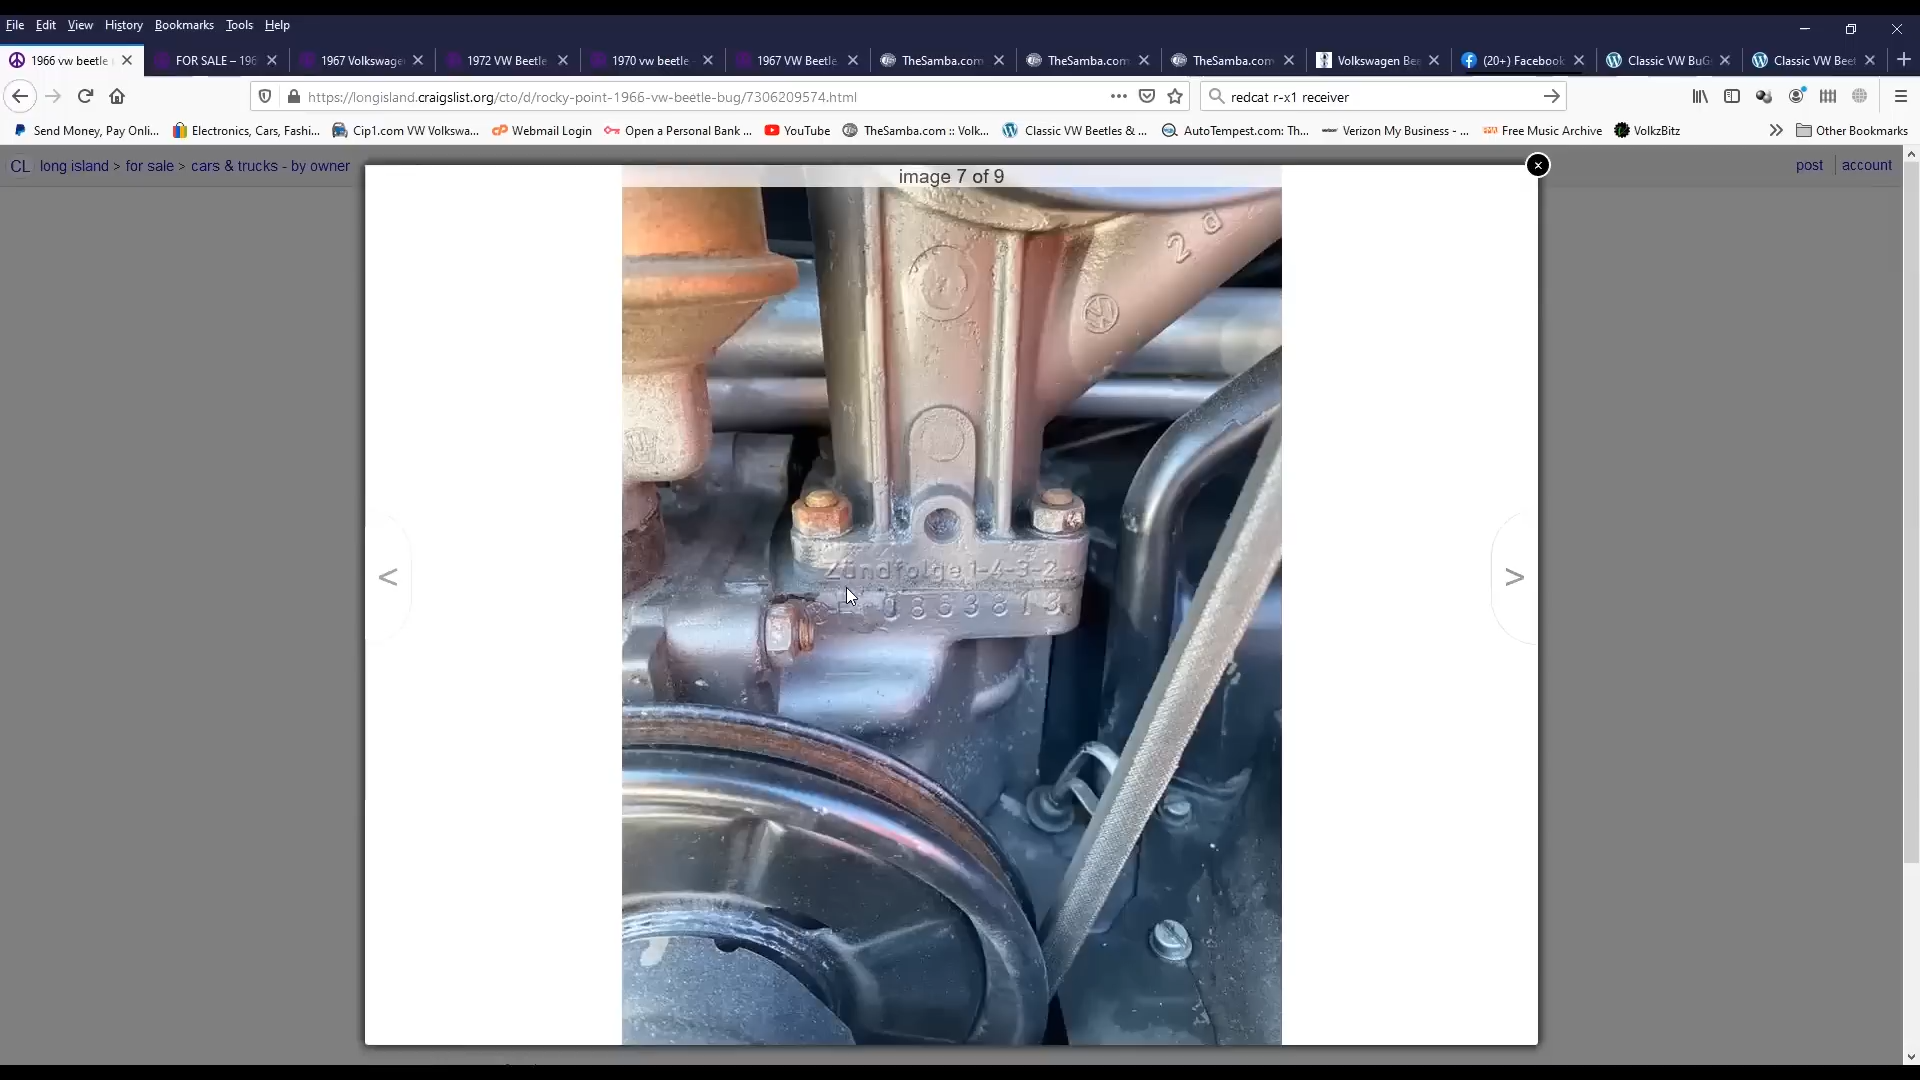 File Edit View History Bookmarks Tools Help
1966 vw beetle
FOR SALE – 196
1967 Volkswage
1972 VW Beetle
1970 vw beetle
1967 VW Beetle
TheSamba.com
TheSamba.com
TheSamba.com
Volkswagen Bee
(20+) Facebook
Classic VW BuG
Classic VW Beet
https://longisland.craigslist.org/cto/d/rocky-point-1966-vw-beetle-bug/7306209574.html
redcat r-x1 receiver
Send Money, Pay Onli...
Electronics, Cars, Fashi...
Cip1.com VW Volkswa...
Webmail Login
Open a Personal Bank ...
YouTube
TheSamba.com :: Volk...
Classic VW Beetles & ...
AutoTempest.com: Th...
Verizon My Business - ...
Free Music Archive
VolkzBitz
Other Bookmarks
CL long island > for sale > cars & trucks - by owner
post account
image 7 of 9
2 d
Zündfolge 1-4-3-2
0863813